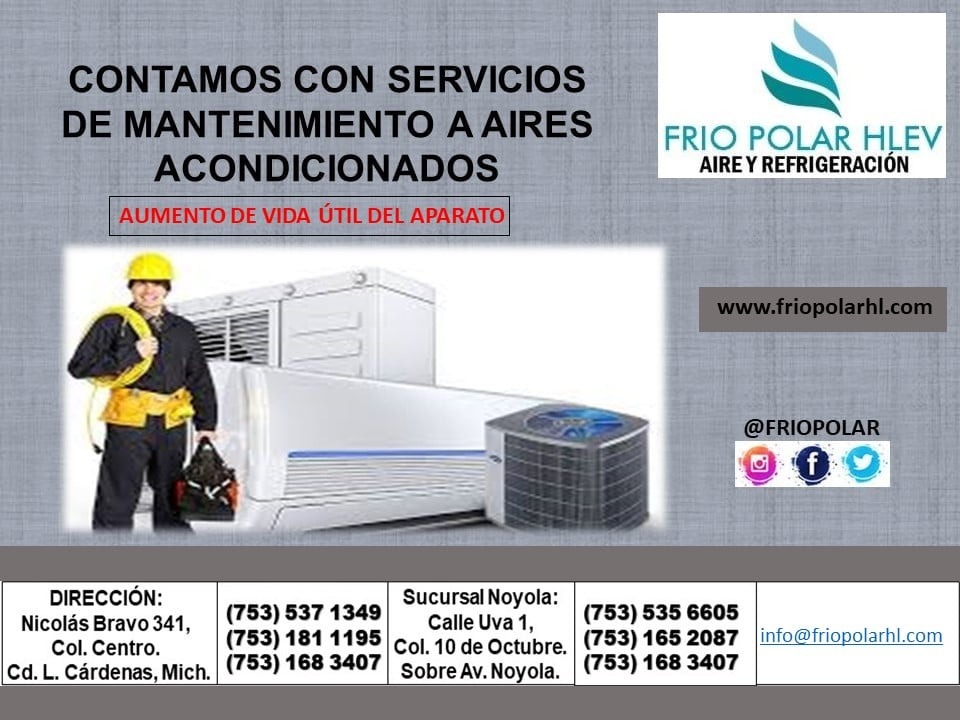 CONTAMOS CON SERVICIOS
DE MANTENIMIENTO A AIRES
ACONDICIONADOS
AUMENTO DE VIDA ÚTIL DEL APARATO
FRIO POLAR HLEV
AIRE Y REFRIGERACIÓN
www.friopolarhl.com
@FRIOPOLAR
DIRECCIÓN:
Nicolás Bravo 341,
Col. Centro.
Cd. L. Cárdenas, Mich.
(753) 537 1349
(753) 181 1195
(753) 168 3407
Sucursal Noyola:
Calle Uva 1,
Col. 10 de Octubre.
Sobre Av. Noyola.
(753) 535 6605
(753) 165 2087
(753) 168 3407
info@friopolarhl.com